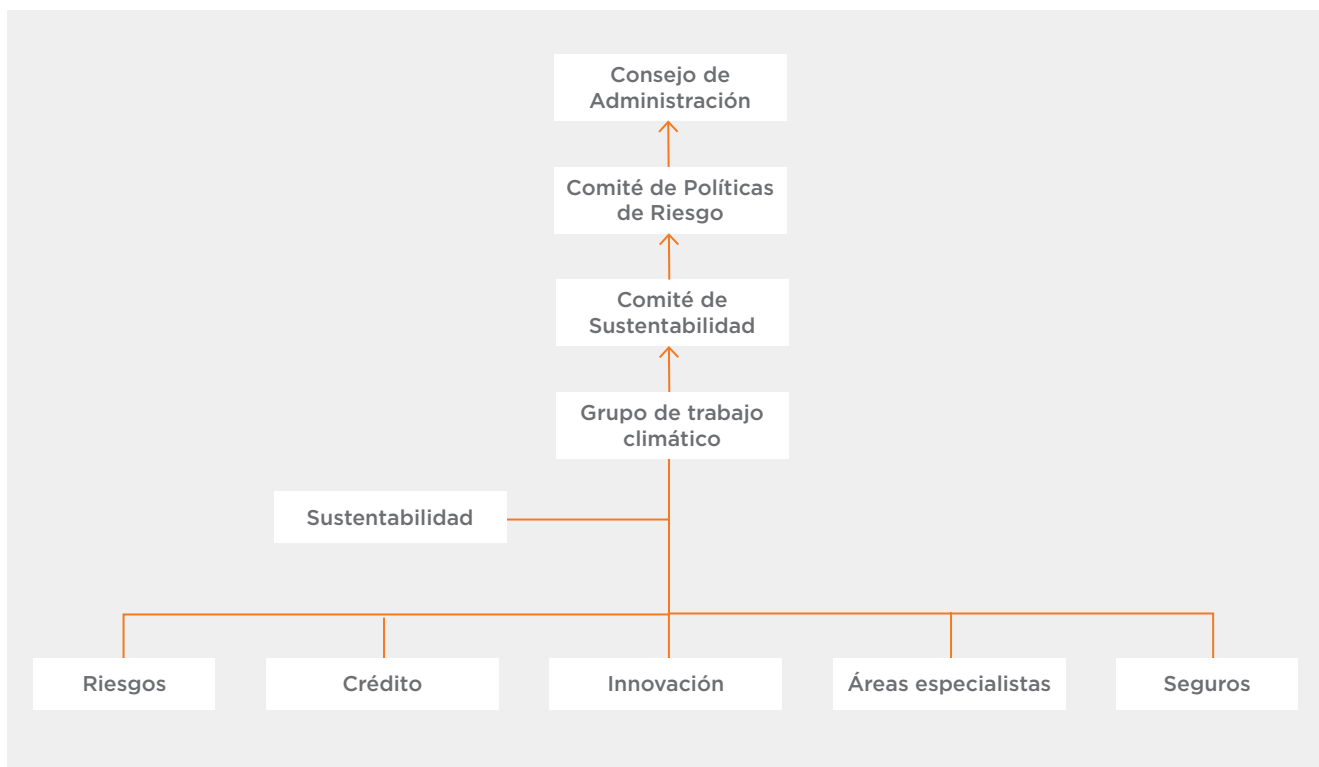 Consejo de
Administración
Comité de Políticas
de Riesgo
Comité de
Sustentabilidad
Grupo de trabajo
climático
Sustentabilidad
Riesgos
Crédito
Innovación
Áreas especialistas
Seguros